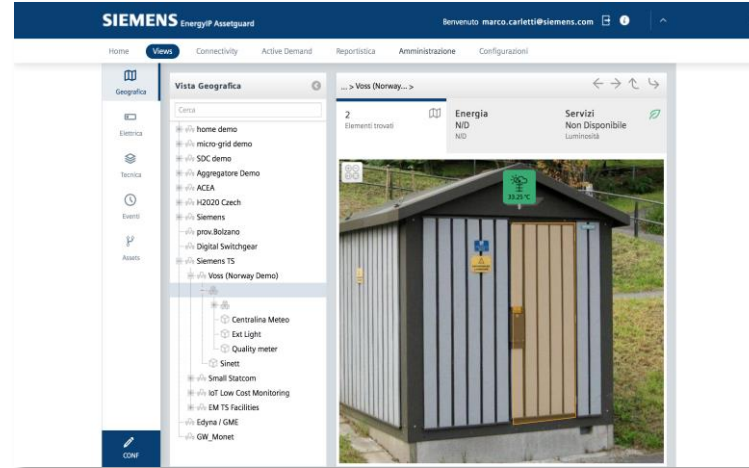 SIEMENS EnergyIP Assetguard
Benvenuto marco.carletti@siemens.com
Home Views Connectivity Active Demand Reportistica Amministrazione Configurazioni
Geografica
Elettrica
Tecnica
Eventi
Assets
CONF
Vista Geografica
Cerca
home demo
micro-grid demo
SDC demo
Aggregatore Demo
ACEA
H2020 Czech
Siemens
prov.Bolzano
Digital Switchgear
Siemens TS
Voss (Norway Demo)
Centralina Meteo
Ext Light
Quality meter
Sinett
Small Statcom
IoT Low Cost Monitoring
EM TS Facilities
Edyna / GME
GW_Monet
... > Voss (Norway... >
2
Elementi trovati
Energia
N/D
N/D
Servizi
Non Disponibile
Luminosità
33.25 °C